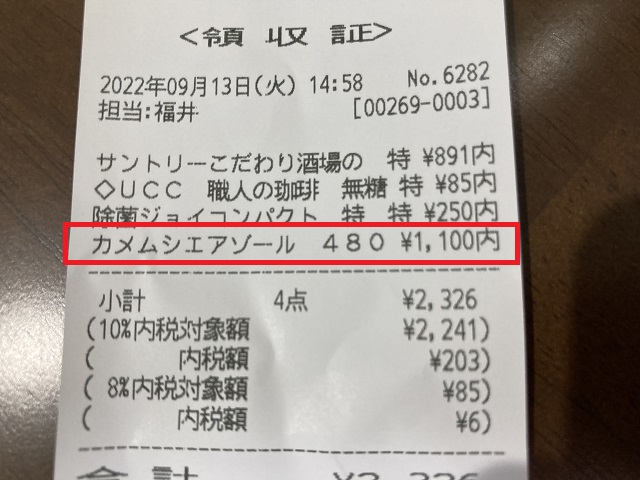 <領収証>
2022年09月13日(火) 14:58 No.6282
担当:福井 [00269-0003]
サントリーこだわり酒場の 特 ¥891内
◇UCC 職人の珈琲 無糖 特 ¥85内
除菌ジョイコンパクト 特 特 ¥250内
カメムシエアゾール 480 ¥1,100内
小計 4点 ¥2,326
(10%内税対象額 ¥2,241)
( 内税額 ¥203)
( 8%内税対象額 ¥85)
( 内税額 ¥6)
合計 ¥2,326